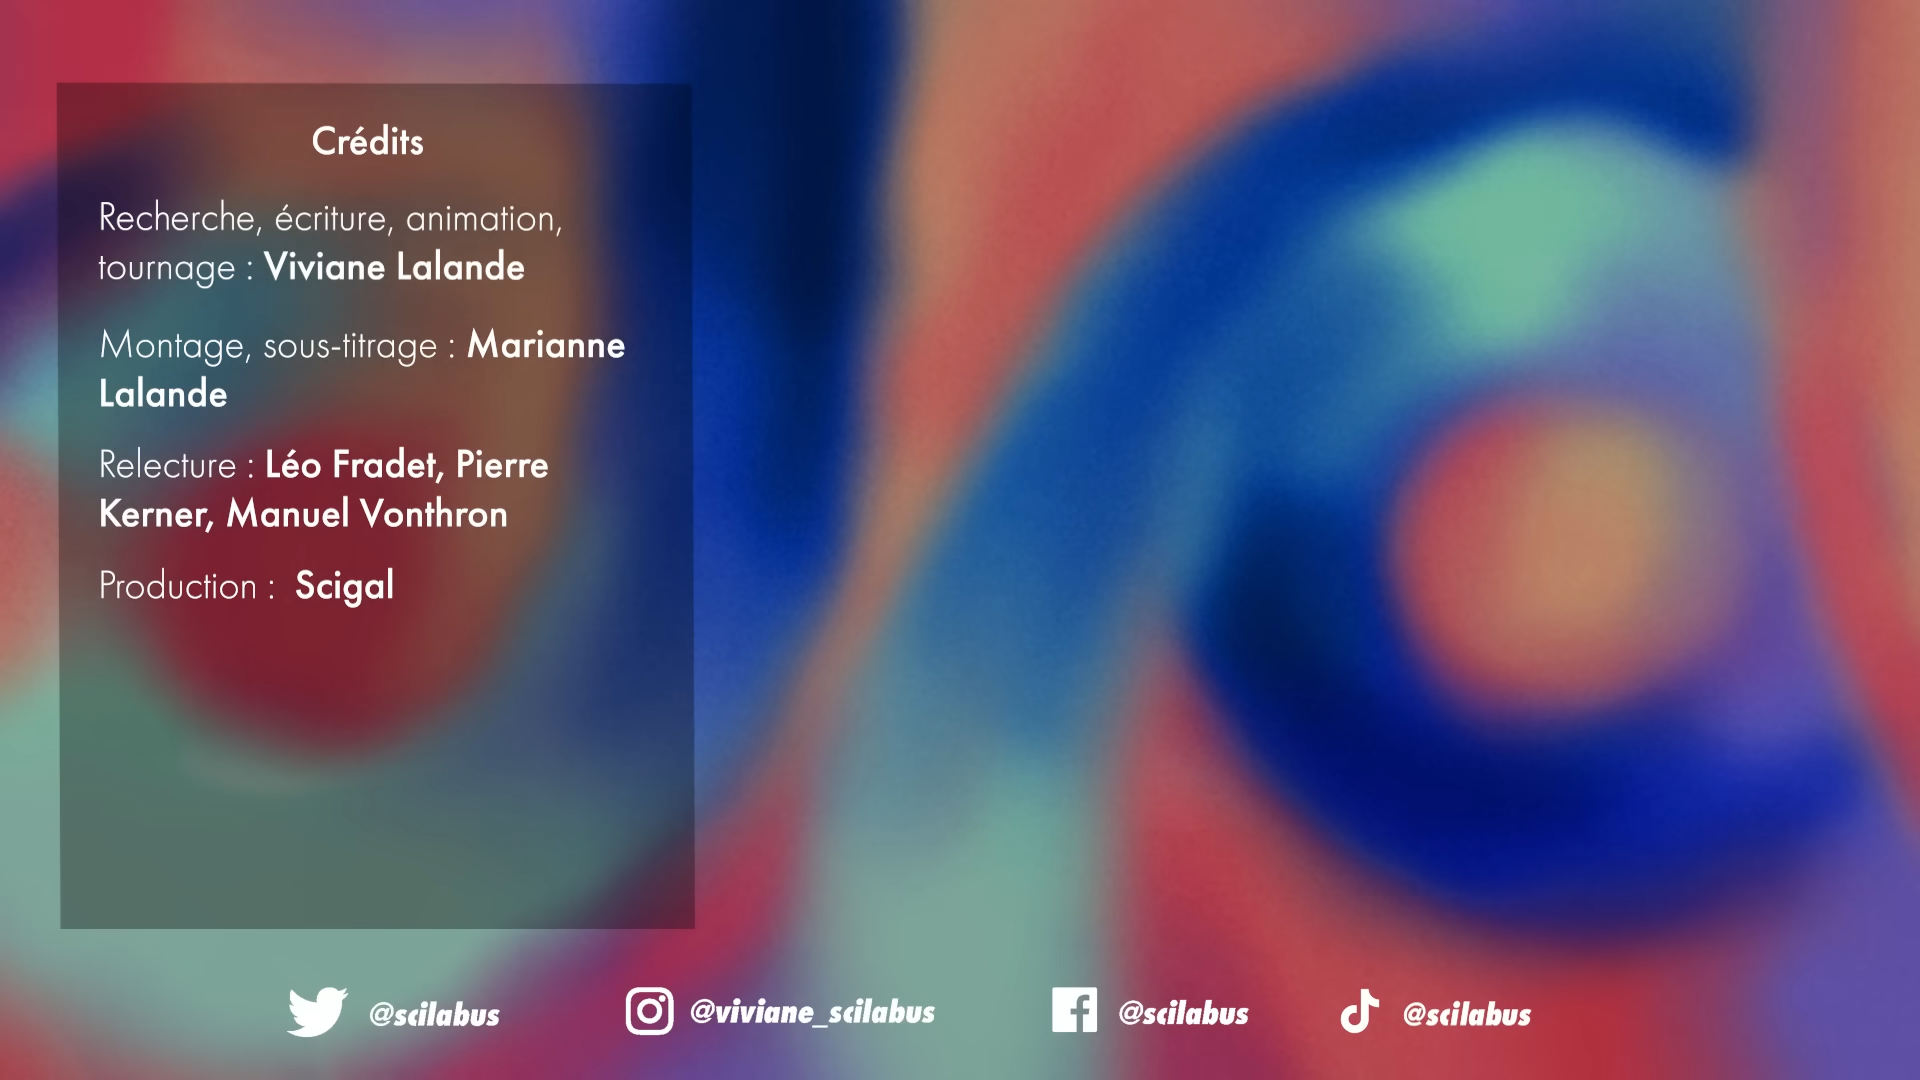 Crédits
Recherche, écriture, animation,
tournage : Viviane Lalande
Montage, sous-titrage : Marianne
Lalande
Relecture : Léo Fradet, Pierre
Kerner, Manuel Vonthron
Production :  Scigal
@scilabus
@viviane_scilabus
@scilabus
@scilabus